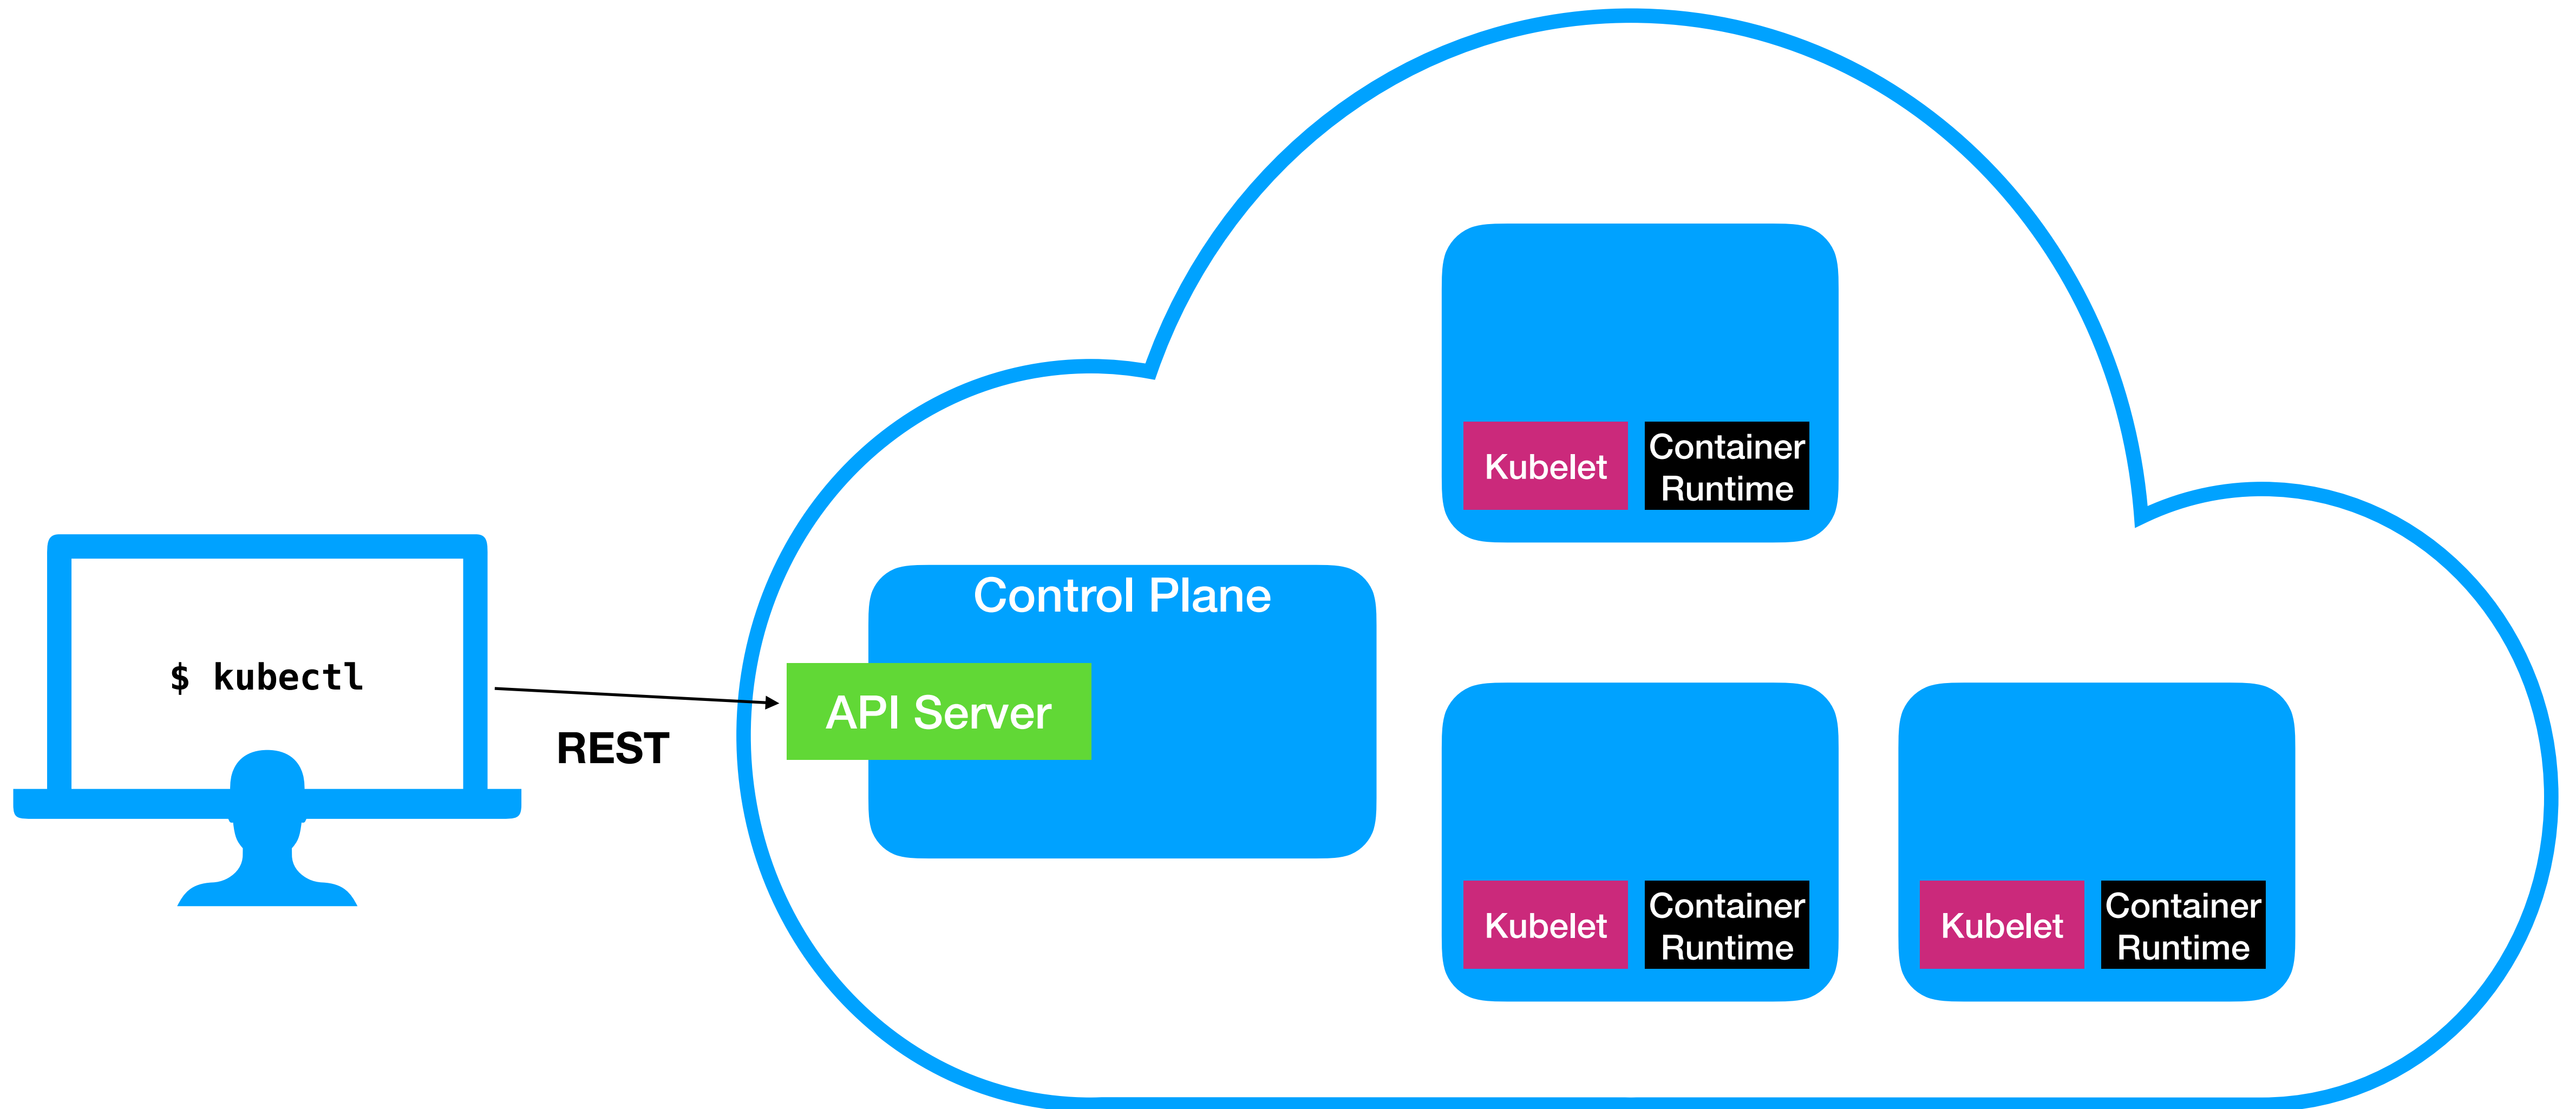 $ kubectl
REST
Control Plane
API Server
Kubelet
Container
Runtime
Kubelet
Container
Runtime
Kubelet
Container
Runtime